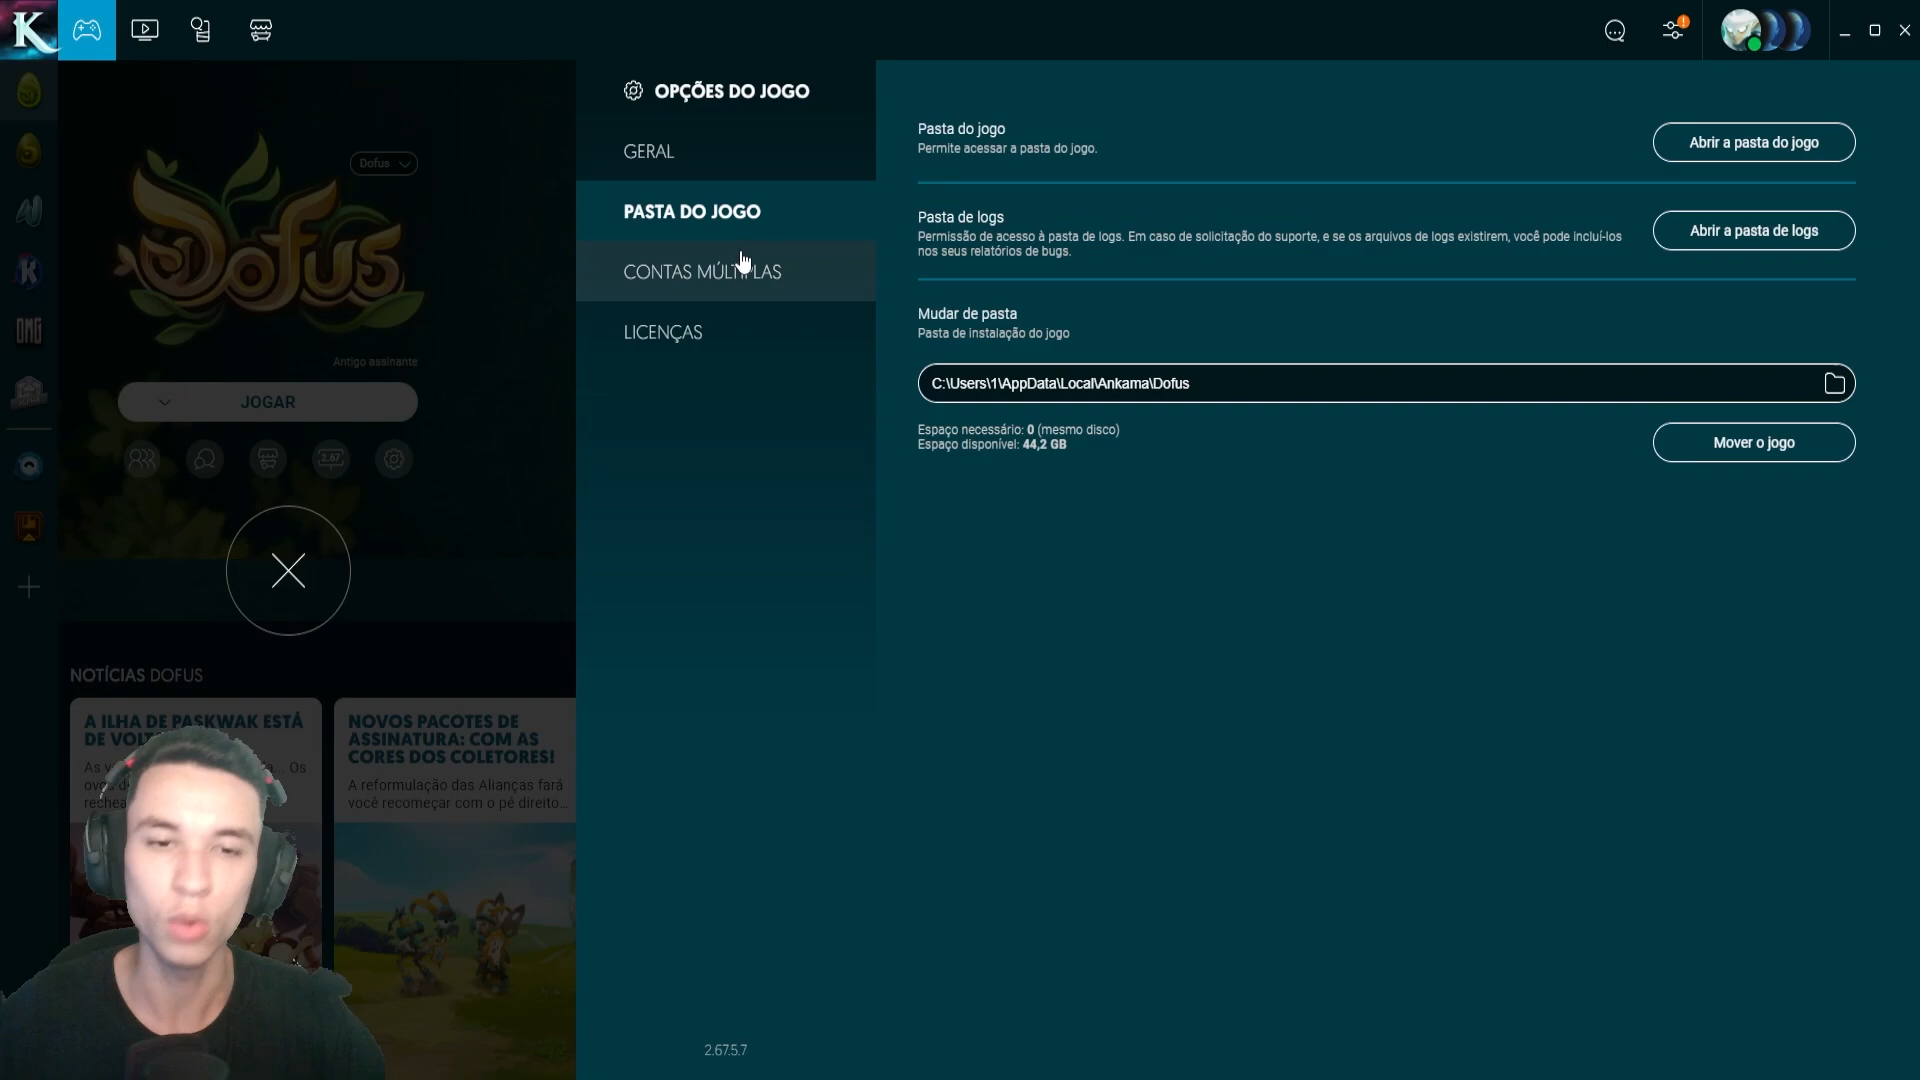 K
OPÇÕES DO JOGO
GERAL
PASTA DO JOGO
CONTAS MÚLTIPLAS
LICENÇAS
2.67.5.7
Dofus
Dofus
Antigo assinante
JOGAR
2.67
K
OMG
NOTÍCIAS DOFUS
A ILHA DE PASKWAK ESTÁ
DE
NOVOS PACOTES DE
ASSINATURA: COM AS
CORES DOS COLETORES!
A reformulação das Alianças fará
você recomeçar com o pé direito...
Pasta do jogo
Permite acessar a pasta do jogo.
Abrir a pasta do jogo
Pasta de logs
Permissão de acesso à pasta de logs. Em caso de solicitação do suporte, e se os arquivos de logs existirem, você pode incluí-los
nos seus relatórios de bugs.
Abrir a pasta de logs
Mudar de pasta
Pasta de instalação do jogo
C:\Users\1\AppData\Local\Ankama\Dofus
Espaço necessário: 0 (mesmo disco)
Espaço disponível: 44,2 GB
Mover o jogo